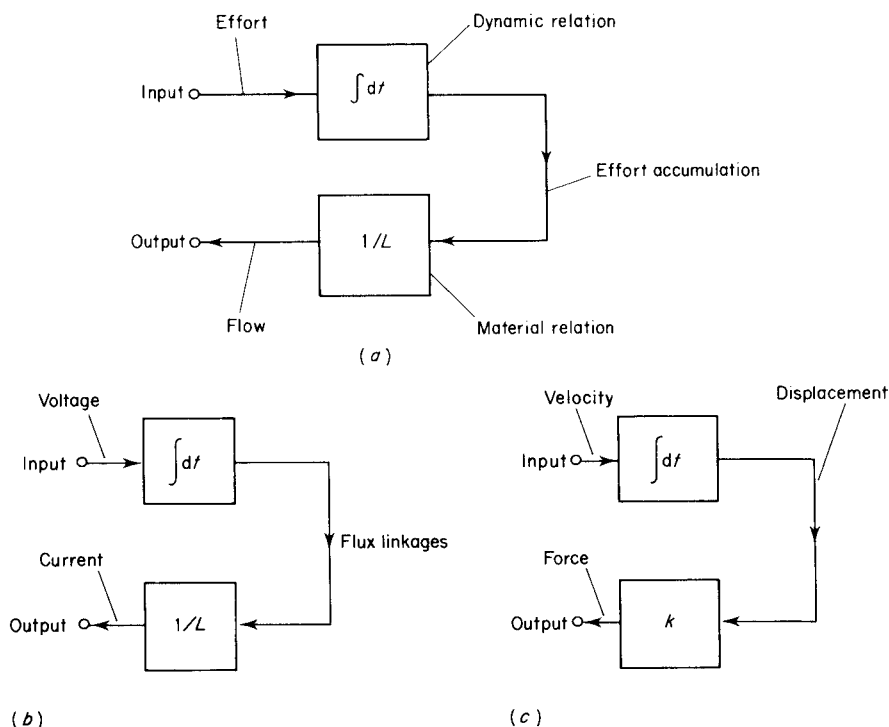 Effort
Dynamic relation
Input
∫dt
Effort accumulation
Output
1/L
Flow
Material relation
(a)
Voltage
Input
∫dt
Flux linkages
Current
Output
1/L
(b)
Velocity
Displacement
Input
∫dt
Force
Output
k
(c)